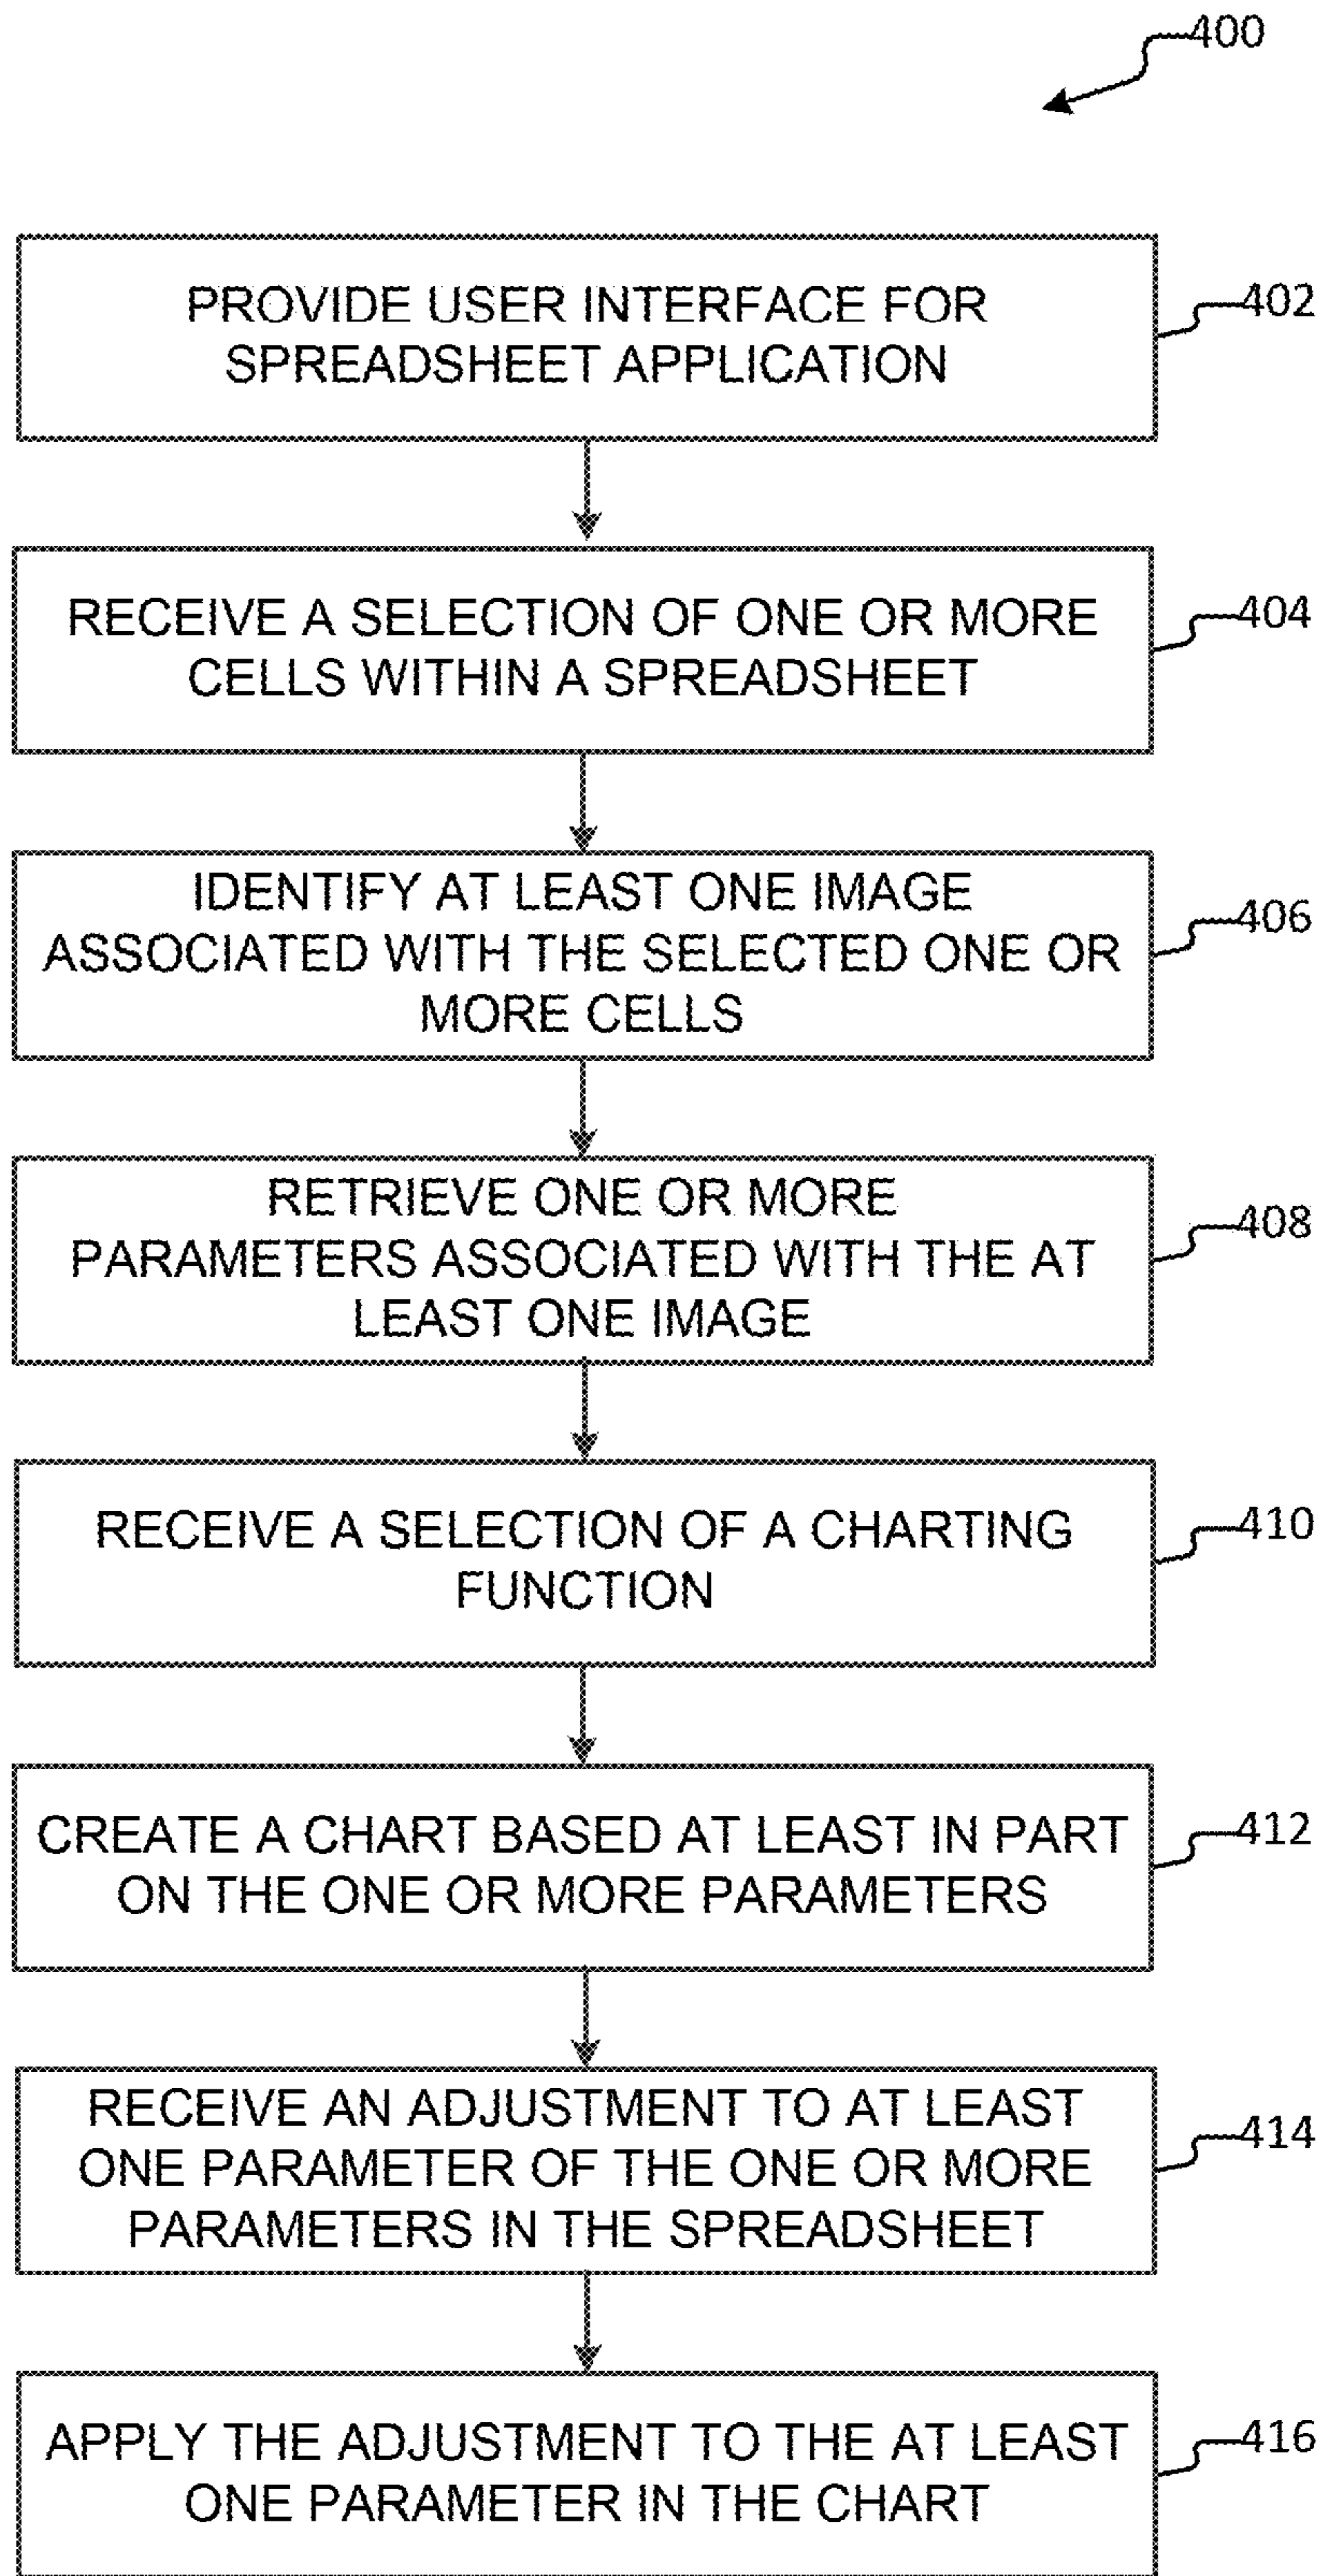 400
PROVIDE USER INTERFACE FOR
SPREADSHEET APPLICATION
402
RECEIVE A SELECTION OF ONE OR MORE
CELLS WITHIN A SPREADSHEET
404
IDENTIFY AT LEAST ONE IMAGE
ASSOCIATED WITH THE SELECTED ONE OR
MORE CELLS
406
RETRIEVE ONE OR MORE
PARAMETERS ASSOCIATED WITH THE AT
LEAST ONE IMAGE
408
RECEIVE A SELECTION OF A CHARTING
FUNCTION
410
CREATE A CHART BASED AT LEAST IN PART
ON THE ONE OR MORE PARAMETERS
412
RECEIVE AN ADJUSTMENT TO AT LEAST
ONE PARAMETER OF THE ONE OR MORE
PARAMETERS IN THE SPREADSHEET
414
APPLY THE ADJUSTMENT TO THE AT LEAST
ONE PARAMETER IN THE CHART
416